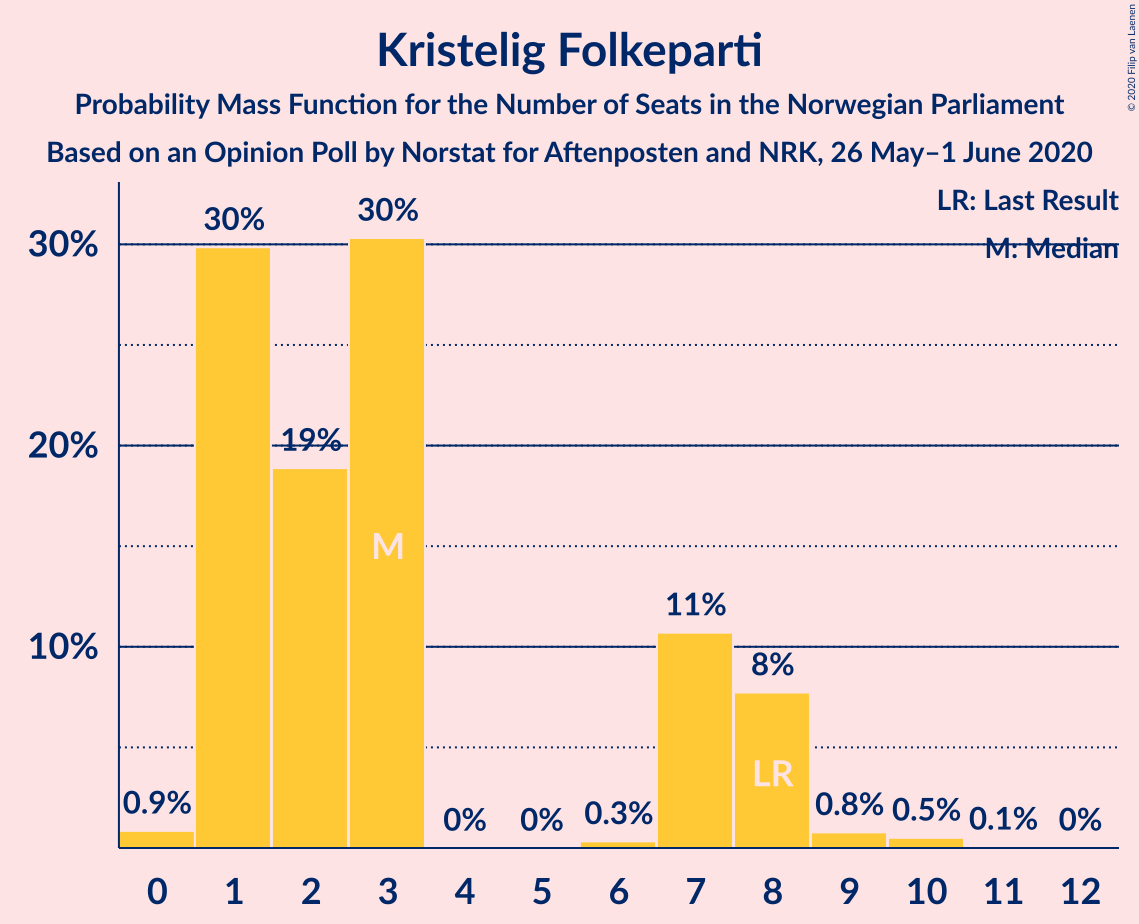 Kristelig Folkeparti
Probability Mass Function for the Number of Seats in the Norwegian Parliament
Based on an Opinion Poll by Norstat for Aftenposten and NRK, 26 May–1 June 2020
© 2020 Filip van Laenen
LR: Last Result
M: Median
30%
20%
10%
0.9%
30%
19%
30%
0%
0%
0.3%
11%
8%
0.8%
0.5%
0.1%
0%
M
LR
0 1 2 3 4 5 6 7 8 9 10 11 12